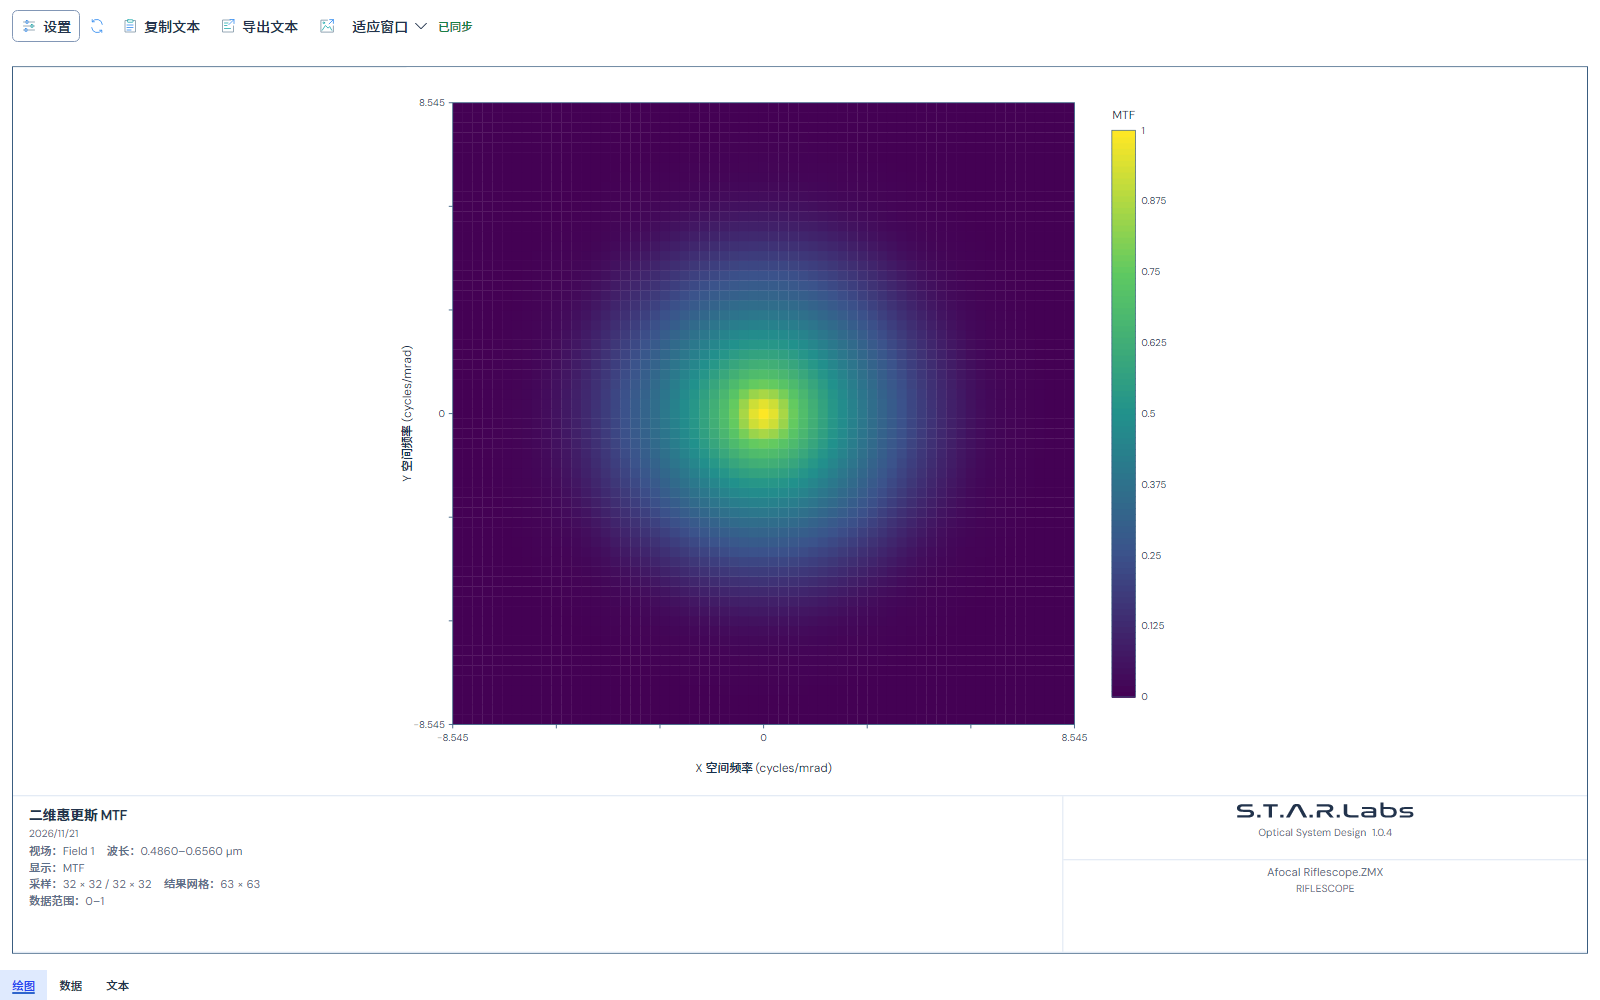 设置 复制文本 导出文本 适应窗口 已同步
MTF
8.545
0
−8.545
−8.545 0 8.545
Y 空间频率 (cycles/mrad)
X 空间频率 (cycles/mrad)
1
0.875
0.75
0.625
0.5
0.375
0.25
0.125
0
二维惠更斯 MTF
2026/11/21
视场: Field 1 波长: 0.4860–0.6560 μm
显示: MTF
采样: 32 × 32 / 32 × 32 结果网格: 63 × 63
数据范围: 0–1
S.T.A.R.Labs
Optical System Design 1.0.4
Afocal Riflescope.ZMX
RIFLESCOPE
绘图 数据 文本